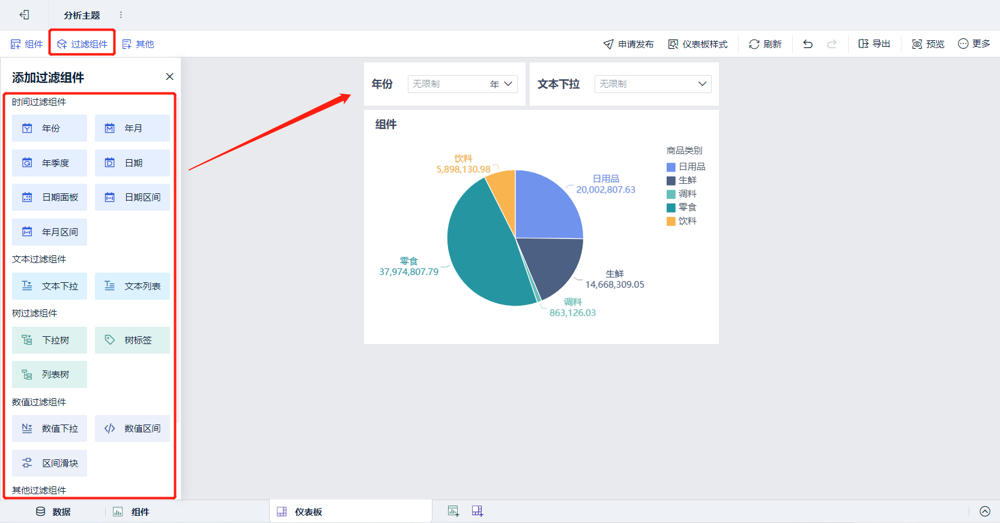 分析主题
组件 过滤组件 其他 申请发布 仪表板样式 刷新 导出 预览 更多
添加过滤组件
时间过滤组件
年份 年月
年季度 日期
日期面板 日期区间
年月区间
文本过滤组件
文本下拉 文本列表
树过滤组件
下拉树 树标签
列表树
数值过滤组件
数值下拉 数值区间
区间滑块
其他过滤组件
年份 无限制 年 文本下拉 无限制
组件
饮料
5,898,130.98
日用品
20,002,807.63
零食
37,974,807.79
生鲜
14,668,309.05
调料
863,126.03
商品类别
日用品
生鲜
调料
零食
饮料
数据 组件 仪表板